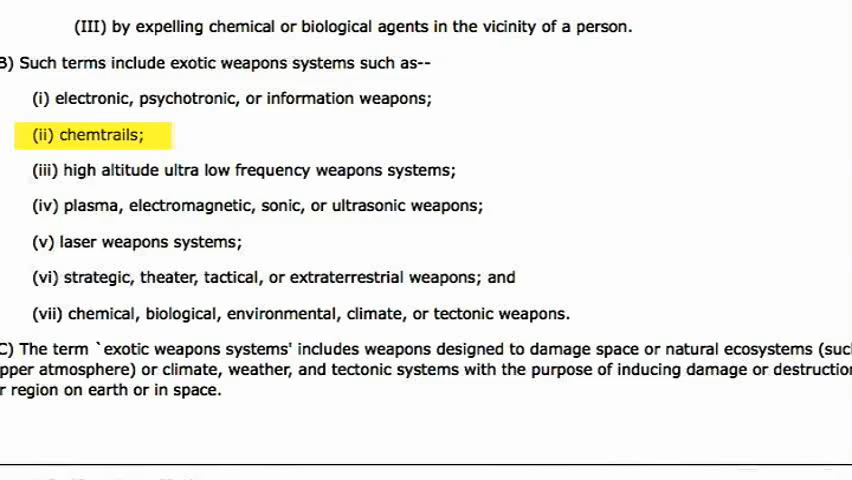 (III) by expelling chemical or biological agents in the vicinity of a person.
B) Such terms include exotic weapons systems such as--
(i) electronic, psychotronic, or information weapons;
(ii) chemtrails;
(iii) high altitude ultra low frequency weapons systems;
(iv) plasma, electromagnetic, sonic, or ultrasonic weapons;
(v) laser weapons systems;
(vi) strategic, theater, tactical, or extraterrestrial weapons; and
(vii) chemical, biological, environmental, climate, or tectonic weapons.
C) The term `exotic weapons systems' includes weapons designed to damage space or natural ecosystems (suc
pper atmosphere) or climate, weather, and tectonic systems with the purpose of inducing damage or destruction
r region on earth or in space.